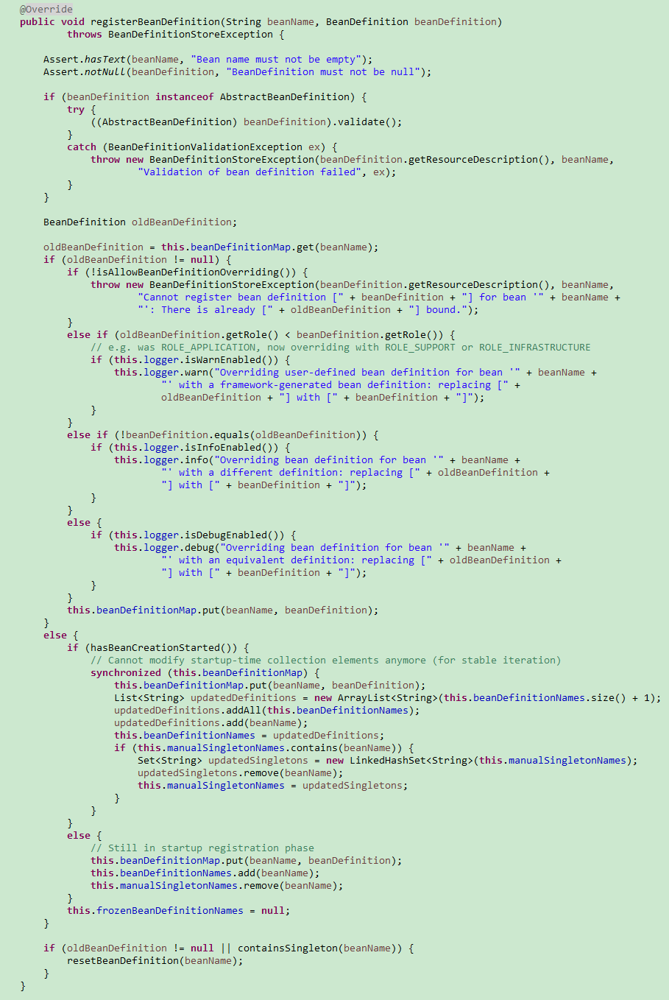 @Override
public void registerBeanDefinition(String beanName, BeanDefinition beanDefinition)
        throws BeanDefinitionStoreException {

    Assert.hasText(beanName, "Bean name must not be empty");
    Assert.notNull(beanDefinition, "BeanDefinition must not be null");

    if (beanDefinition instanceof AbstractBeanDefinition) {
        try {
            ((AbstractBeanDefinition) beanDefinition).validate();
        }
        catch (BeanDefinitionValidationException ex) {
            throw new BeanDefinitionStoreException(beanDefinition.getResourceDescription(), beanName,
                    "Validation of bean definition failed", ex);
        }
    }

    BeanDefinition oldBeanDefinition;

    oldBeanDefinition = this.beanDefinitionMap.get(beanName);
    if (oldBeanDefinition != null) {
        if (!isAllowBeanDefinitionOverriding()) {
            throw new BeanDefinitionStoreException(beanDefinition.getResourceDescription(), beanName,
                    "Cannot register bean definition [" + beanDefinition + "] for bean '" + beanName +
                    "': There is already [" + oldBeanDefinition + "] bound.");
        }
        else if (oldBeanDefinition.getRole() < beanDefinition.getRole()) {
            // e.g. was ROLE_APPLICATION, now overriding with ROLE_SUPPORT or ROLE_INFRASTRUCTURE
            if (this.logger.isWarnEnabled()) {
                this.logger.warn("Overriding user-defined bean definition for bean '" + beanName +
                        "' with a framework-generated bean definition: replacing [" +
                        oldBeanDefinition + "] with [" + beanDefinition + "]");
            }
        }
        else if (!beanDefinition.equals(oldBeanDefinition)) {
            if (this.logger.isInfoEnabled()) {
                this.logger.info("Overriding bean definition for bean '" + beanName +
                        "' with a different definition: replacing [" + oldBeanDefinition +
                        "] with [" + beanDefinition + "]");
            }
        }
        else {
            if (this.logger.isDebugEnabled()) {
                this.logger.debug("Overriding bean definition for bean '" + beanName +
                        "' with an equivalent definition: replacing [" + oldBeanDefinition +
                        "] with [" + beanDefinition + "]");
            }
        }
        this.beanDefinitionMap.put(beanName, beanDefinition);
    }
    else {
        if (hasBeanCreationStarted()) {
            // Cannot modify startup-time collection elements anymore (for stable iteration)
            synchronized (this.beanDefinitionMap) {
                this.beanDefinitionMap.put(beanName, beanDefinition);
                List<String> updatedDefinitions = new ArrayList<String>(this.beanDefinitionNames.size() + 1);
                updatedDefinitions.addAll(this.beanDefinitionNames);
                updatedDefinitions.add(beanName);
                this.beanDefinitionNames = updatedDefinitions;
                if (this.manualSingletonNames.contains(beanName)) {
                    Set<String> updatedSingletons = new LinkedHashSet<String>(this.manualSingletonNames);
                    updatedSingletons.remove(beanName);
                    this.manualSingletonNames = updatedSingletons;
                }
            }
        }
        else {
            // Still in startup registration phase
            this.beanDefinitionMap.put(beanName, beanDefinition);
            this.beanDefinitionNames.add(beanName);
            this.manualSingletonNames.remove(beanName);
        }
        this.frozenBeanDefinitionNames = null;
    }

    if (oldBeanDefinition != null || containsSingleton(beanName)) {
        resetBeanDefinition(beanName);
    }
}